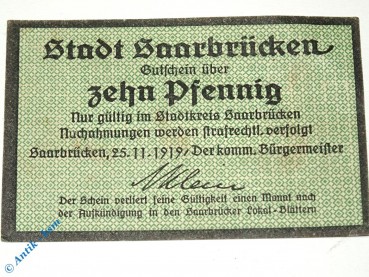 Stadt Saarbrücken
Gutschein über
zehn Pfennig
Nur gültig im Stadtkreis Saarbrücken
Nachahmungen werden strafrechtl. verfolgt
Saarbrücken, 25.11.1919, Der komm. Bürgermeister
Der Schein verliert seine Gültigkeit einen Monat nach
der Aufkündigung in den Saarbrücker Lokal-Blättern